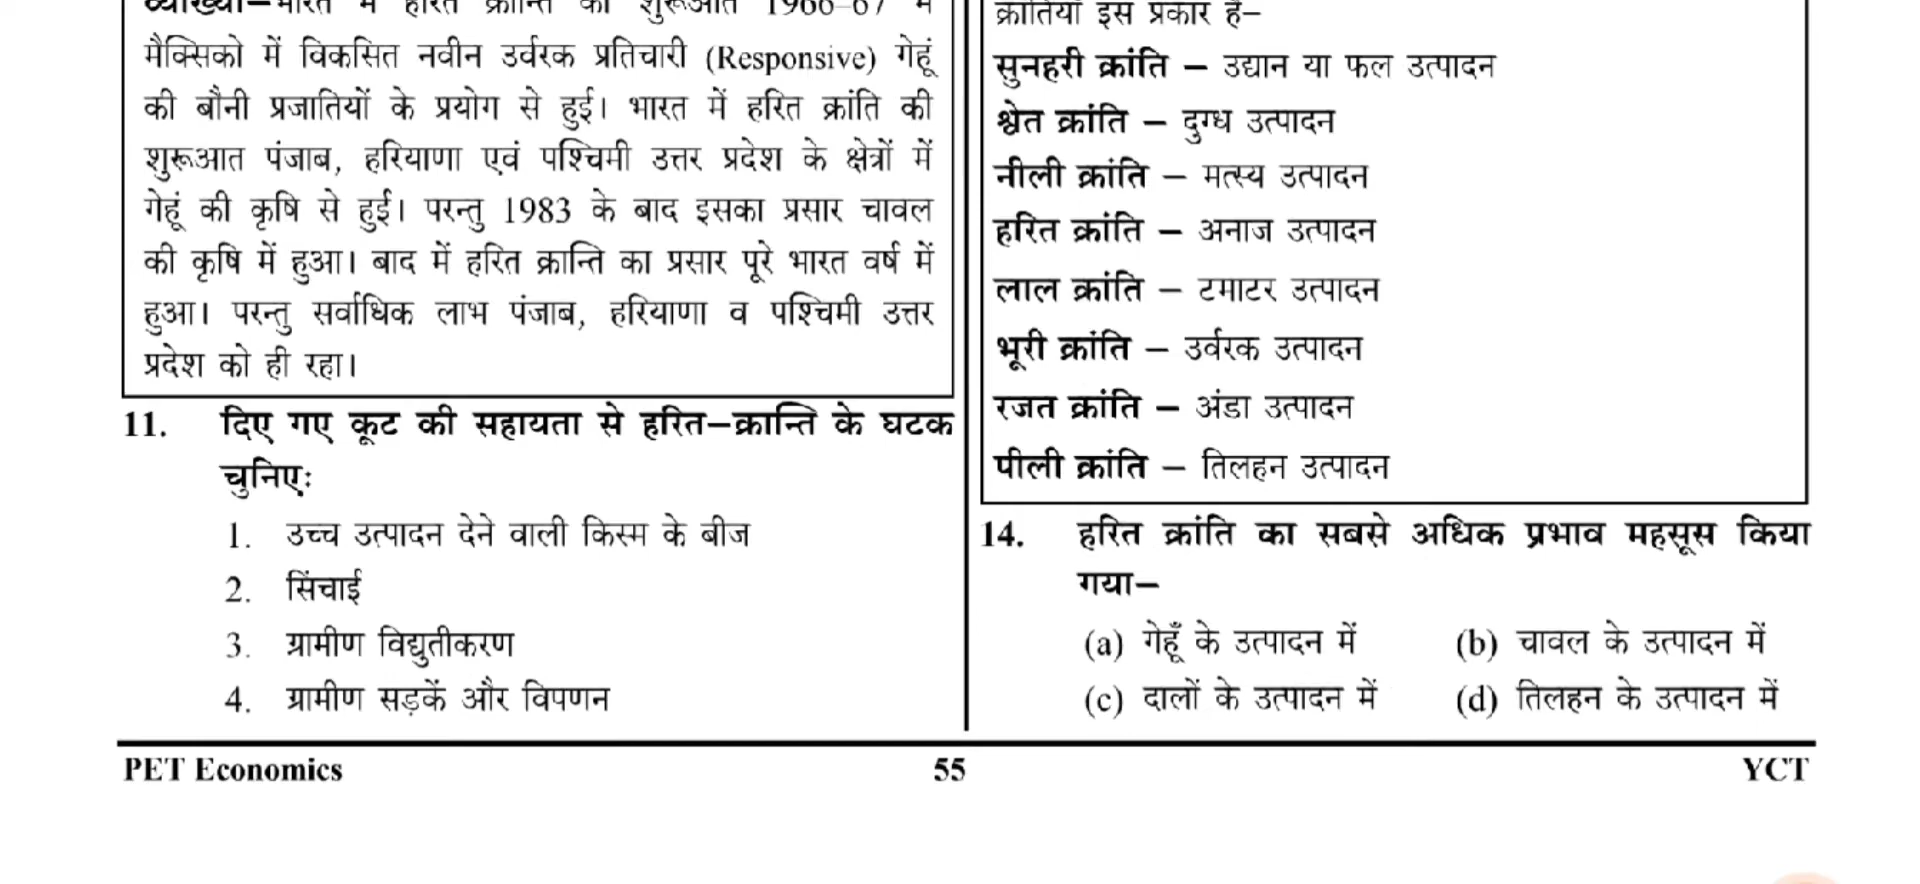 व्याख्या–भारत में हरित क्रान्ति की शुरूआत 1966–67 में
मैक्सिको में विकसित नवीन उर्वरक प्रतिचारी (Responsive) गेहूं
की बौनी प्रजातियों के प्रयोग से हुई। भारत में हरित क्रांति की
शुरूआत पंजाब, हरियाणा एवं पश्चिमी उत्तर प्रदेश के क्षेत्रों में
गेहूं की कृषि से हुई। परन्तु 1983 के बाद इसका प्रसार चावल
की कृषि में हुआ। बाद में हरित क्रान्ति का प्रसार पूरे भारत वर्ष में
हुआ। परन्तु सर्वाधिक लाभ पंजाब, हरियाणा व पश्चिमी उत्तर
प्रदेश को ही रहा।
11. दिए गए कूट की सहायता से हरित–क्रान्ति के घटक
चुनिएः
1. उच्च उत्पादन देने वाली किस्म के बीज
2. सिंचाई
3. ग्रामीण विद्युतीकरण
4. ग्रामीण सड़कें और विपणन
क्रांतियाँ इस प्रकार हैं–
सुनहरी क्रांति – उद्यान या फल उत्पादन
श्वेत क्रांति – दुग्ध उत्पादन
नीली क्रांति – मत्स्य उत्पादन
हरित क्रांति – अनाज उत्पादन
लाल क्रांति – टमाटर उत्पादन
भूरी क्रांति – उर्वरक उत्पादन
रजत क्रांति – अंडा उत्पादन
पीली क्रांति – तिलहन उत्पादन
14. हरित क्रांति का सबसे अधिक प्रभाव महसूस किया
गया–
(a) गेहूँ के उत्पादन में (b) चावल के उत्पादन में
(c) दालों के उत्पादन में (d) तिलहन के उत्पादन में
PET Economics 55 YCT